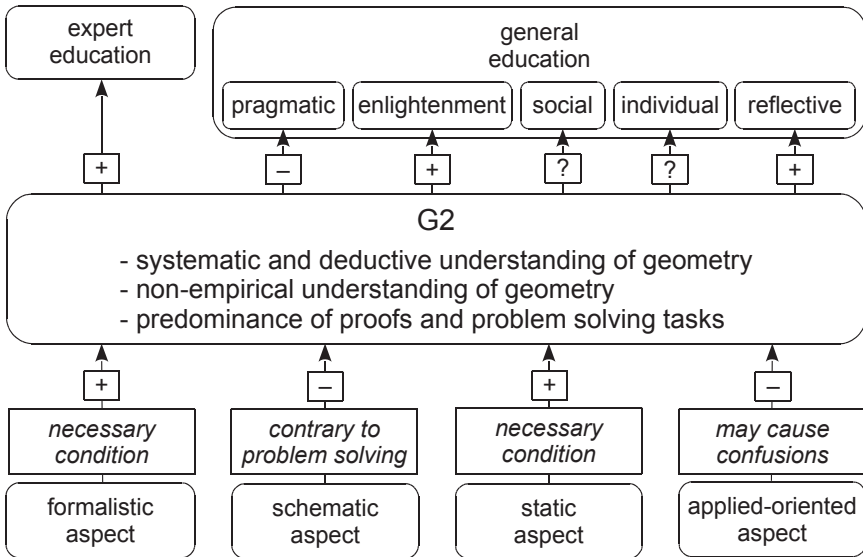 expert
education
general
education
pragmatic
enlightenment
social
individual
reflective
+
–
+
?
?
+
G2
- systematic and deductive understanding of geometry
- non-empirical understanding of geometry
- predominance of proofs and problem solving tasks
+
–
+
–
necessary
condition
contrary to
problem solving
necessary
condition
may cause
confusions
formalistic
aspect
schematic
aspect
static
aspect
applied-oriented
aspect